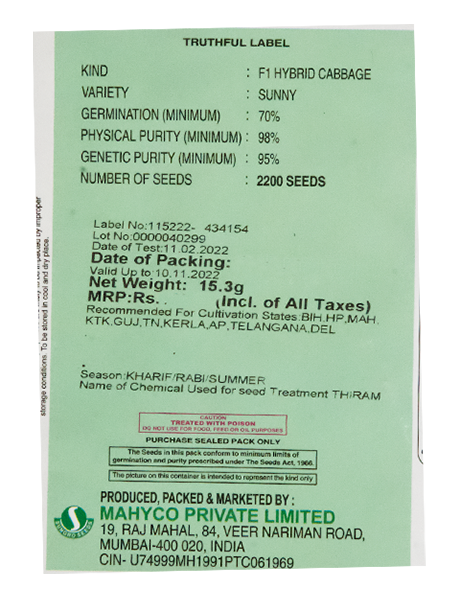 TRUTHFUL LABEL
KIND : F1 HYBRID CABBAGE
VARIETY : SUNNY
GERMINATION (MINIMUM) : 70%
PHYSICAL PURITY (MINIMUM) : 98%
GENETIC PURITY (MINIMUM) : 95%
NUMBER OF SEEDS : 2200 SEEDS
Label No:115222- 434154
Lot No:0000040299
Date of Test:11.02.2022
Date of Packing:
Valid Up to 10.11.2022
Net Weight: 15.3g
MRP:Rs. (Incl. of All Taxes)
Recommended For Cultivation States:BIH,HP,MAH,
KTK,GUJ,TN,KERLA,AP,TELANGANA,DEL
Season:KHARIF/RABI/SUMMER
Name of Chemical Used for seed Treatment THIRAM
CAUTION
TREATED WITH POISON
DO NOT USE FOR FOOD, FEED OR OIL PURPOSES
PURCHASE SEALED PACK ONLY
The Seeds in this pack conform to minimum limits of
germination and purity prescribed under The Seeds Act, 1966.
The picture on this container is intended to represent the kind only
PRODUCED, PACKED & MARKETED BY :
MAHYCO PRIVATE LIMITED
19, RAJ MAHAL, 84, VEER NARIMAN ROAD,
MUMBAI-400 020, INDIA
CIN- U74999MH1991PTC061969
be impacted by improper
storage conditions. To be stored in cool and dry place.